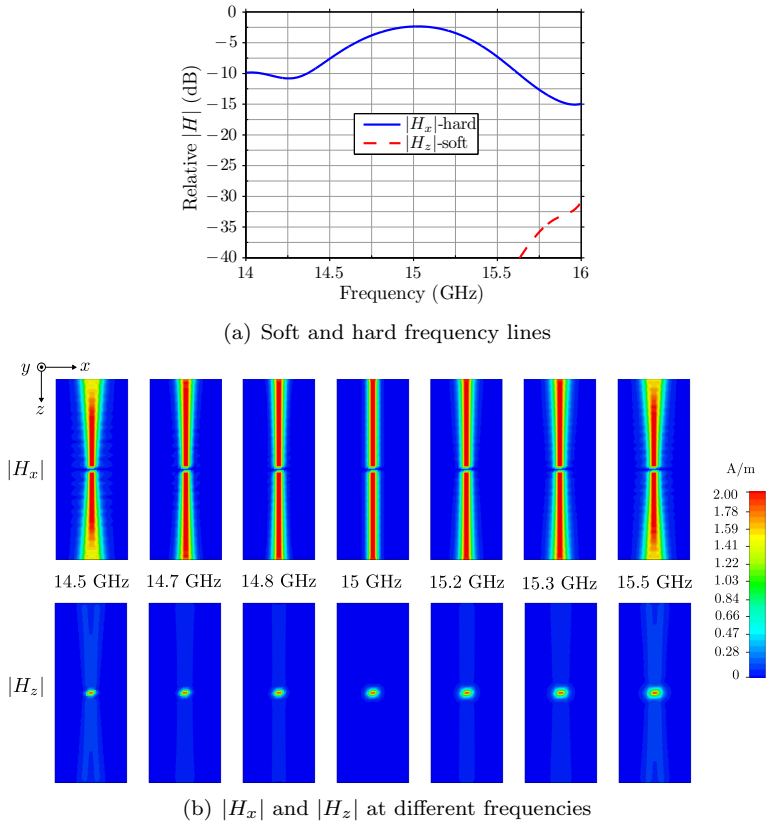 0
−5
−10
−15
−20
−25
−30
−35
−40
Relative |H| (dB)
|Hx|-hard
|Hz|-soft
14
14.5
15
15.5
16
Frequency (GHz)
(a) Soft and hard frequency lines
y
x
z
|Hx|
A/m
2.00
1.78
1.59
1.41
1.22
1.03
0.84
0.66
0.47
0.28
0
14.5 GHz
14.7 GHz
14.8 GHz
15 GHz
15.2 GHz
15.3 GHz
15.5 GHz
|Hz|
(b) |Hx| and |Hz| at different frequencies